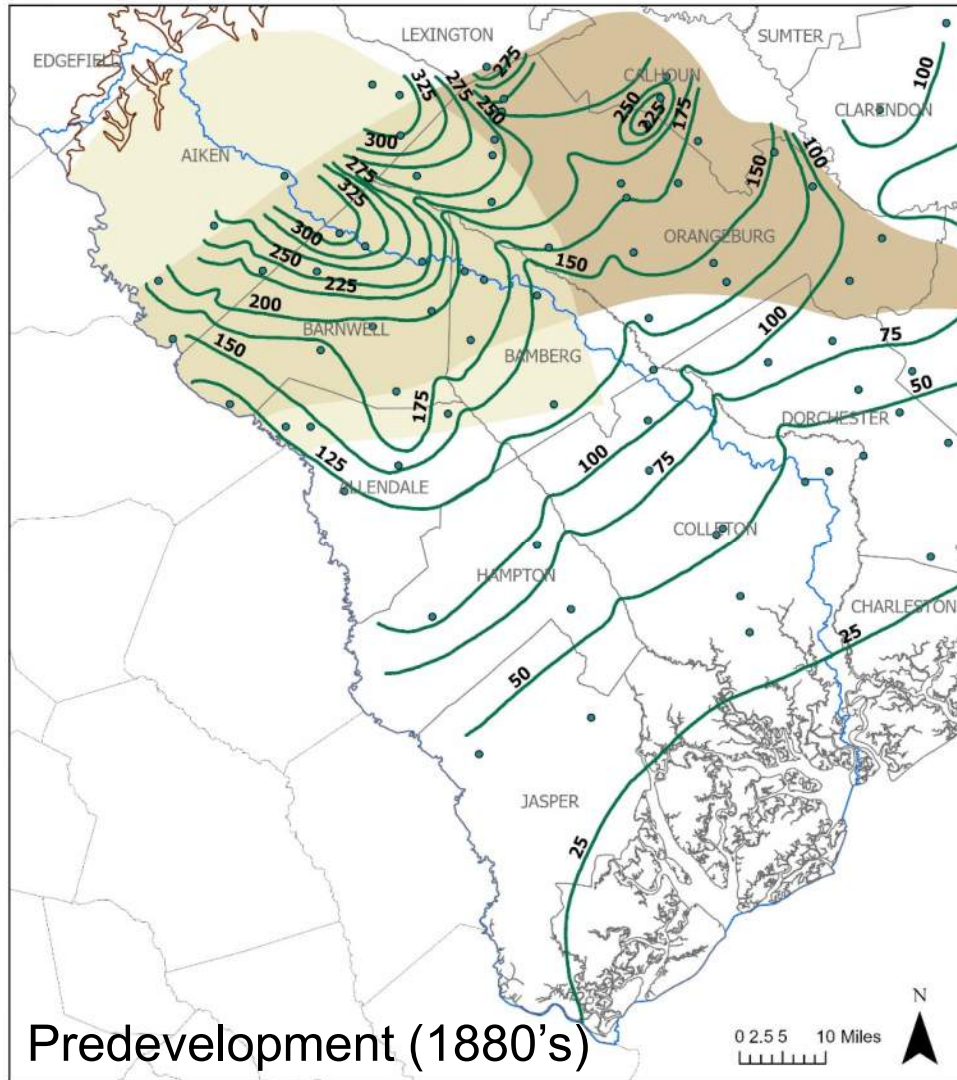 LEXINGTON
SUMTER
EDGEFIELD
275
100
325
275
CALHOUN
250
250
225
175
CLARENDON
300
AIKEN
100
150
275
325
300
ORANGEBURG
250
150
225
200
100
BARNWELL
75
150
BAMBERG
50
175
DORCHESTER
125
100
75
ALLENDALE
COLLETON
HAMPTON
CHARLESTON
25
50
JASPER
25
N
Predevelopment (1880's)
0 2.5 5 10 Miles